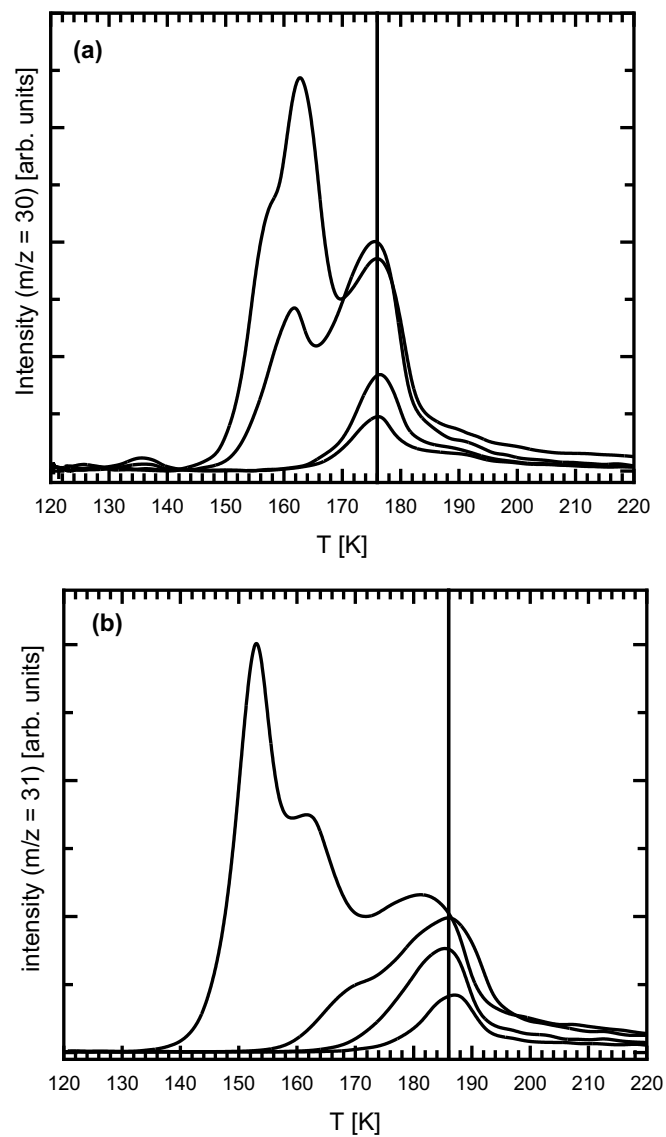 (a)
Intensity (m/z = 30) [arb. units]
120 130 140 150 160 170 180 190 200 210 220
T [K]
(b)
intensity (m/z = 31) [arb. units]
120 130 140 150 160 170 180 190 200 210 220
T [K]